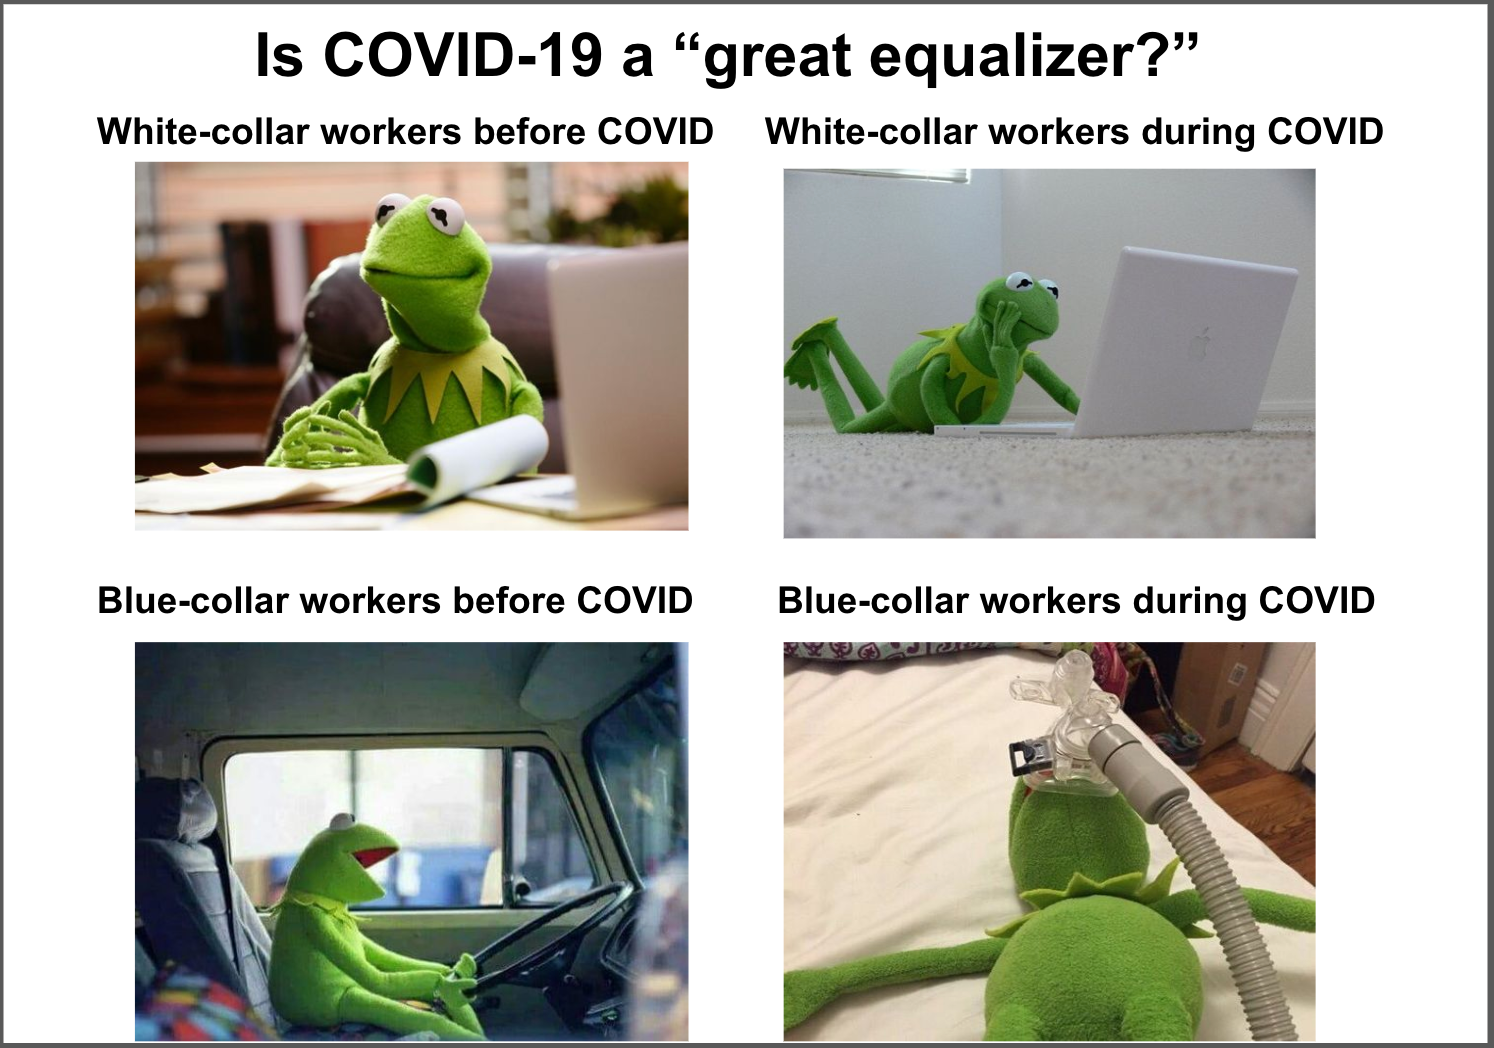 Is COVID-19 a “great equalizer?”
White-collar workers before COVID
White-collar workers during COVID
Blue-collar workers before COVID
Blue-collar workers during COVID